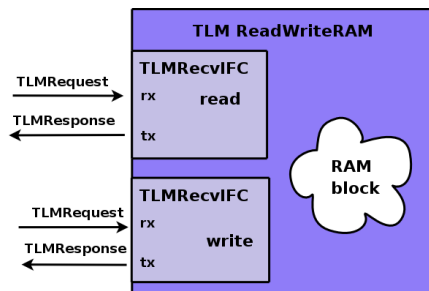 TLM ReadWriteRAM
TLMRecvIFC
TLMRequest
rx
read
TLMResponse
tx
RAM
block
TLMRecvIFC
TLMRequest
rx
write
TLMResponse
tx